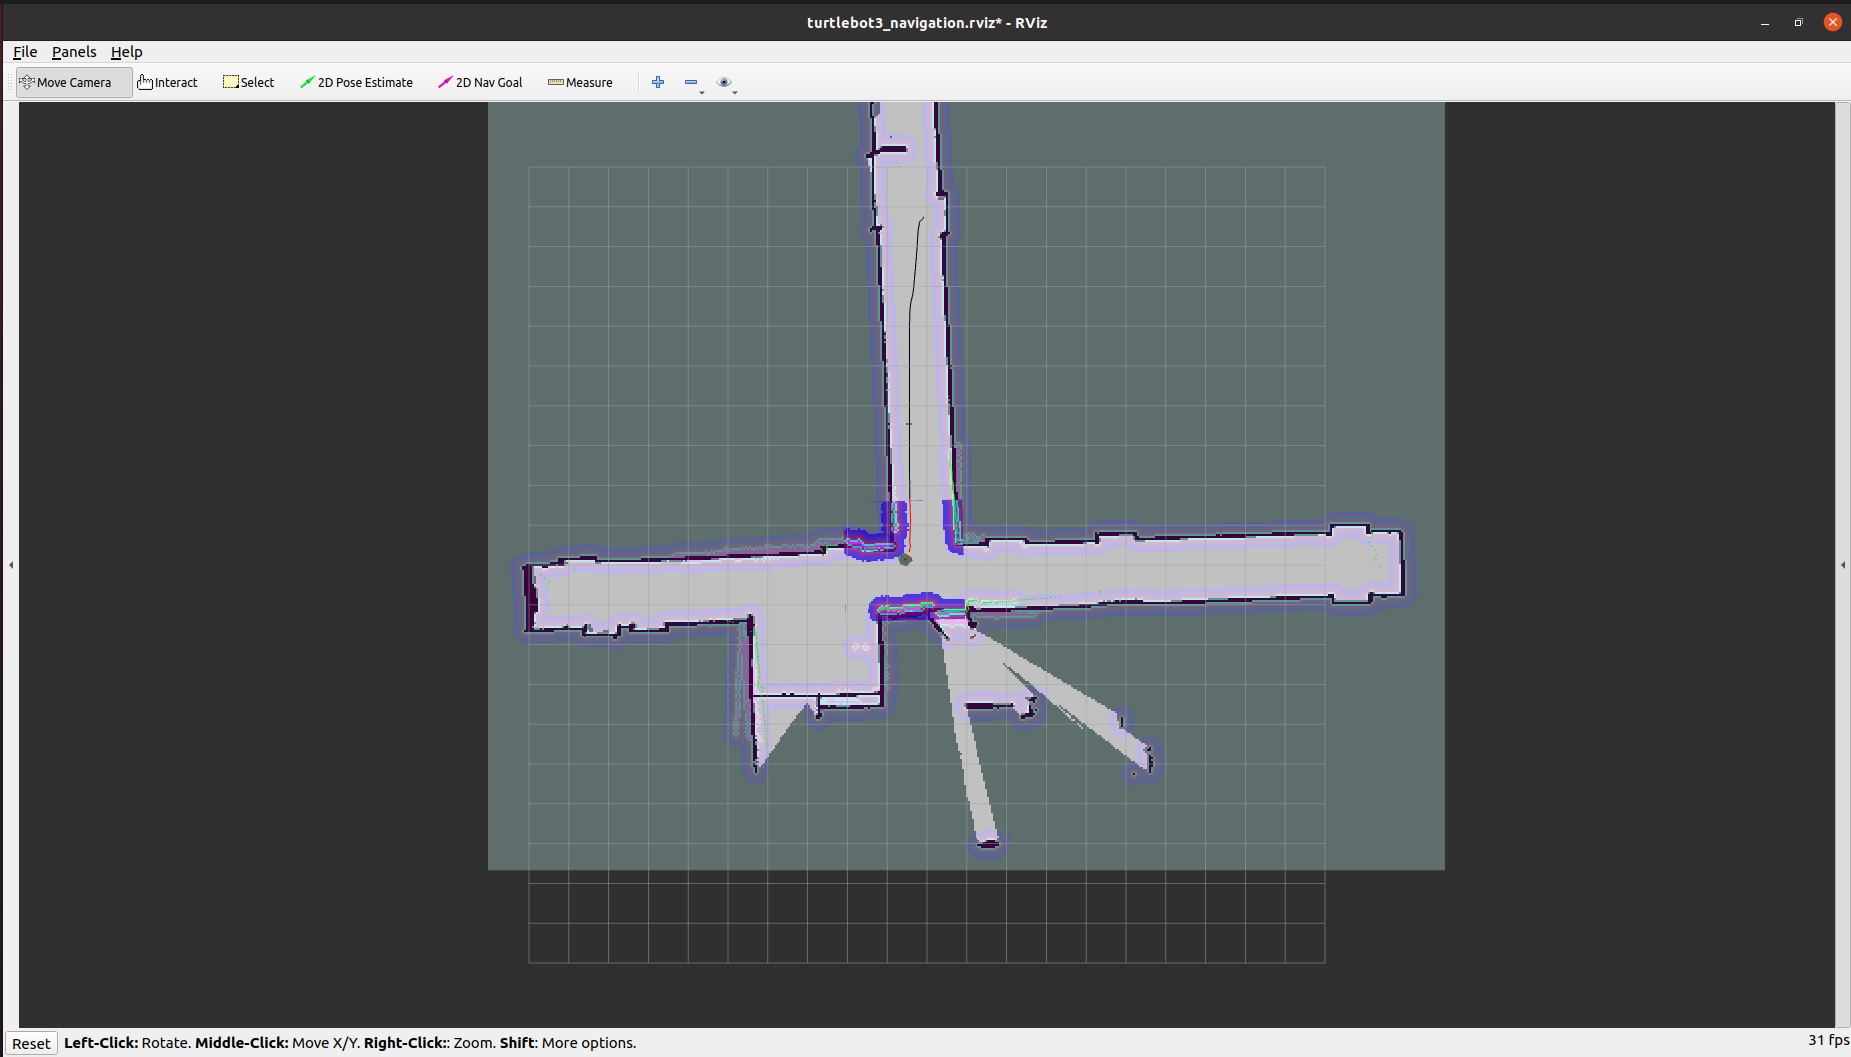 turtlebot3_navigation.rviz* - RViz
File Panels Help
Move Camera Interact Select 2D Pose Estimate 2D Nav Goal Measure
Reset Left-Click: Rotate. Middle-Click: Move X/Y. Right-Click:: Zoom. Shift: More options. 31 fps